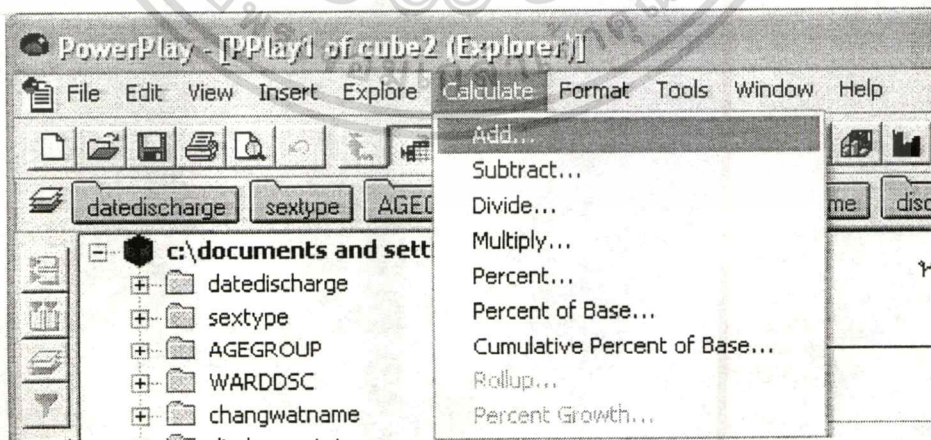 PowerPlay - [PPlay1 of cube2 (Explorer)]
File Edit View Insert Explore Calculate Format Tools Window Help
Add...
Subtract...
Divide...
Multiply...
Percent...
Percent of Base...
Cumulative Percent of Base...
Rollup...
Percent Growth...
datedischarge sextype
c:\documents and sett
datedischarge
sextype
AGEGROUP
WARDDSC
changwatname